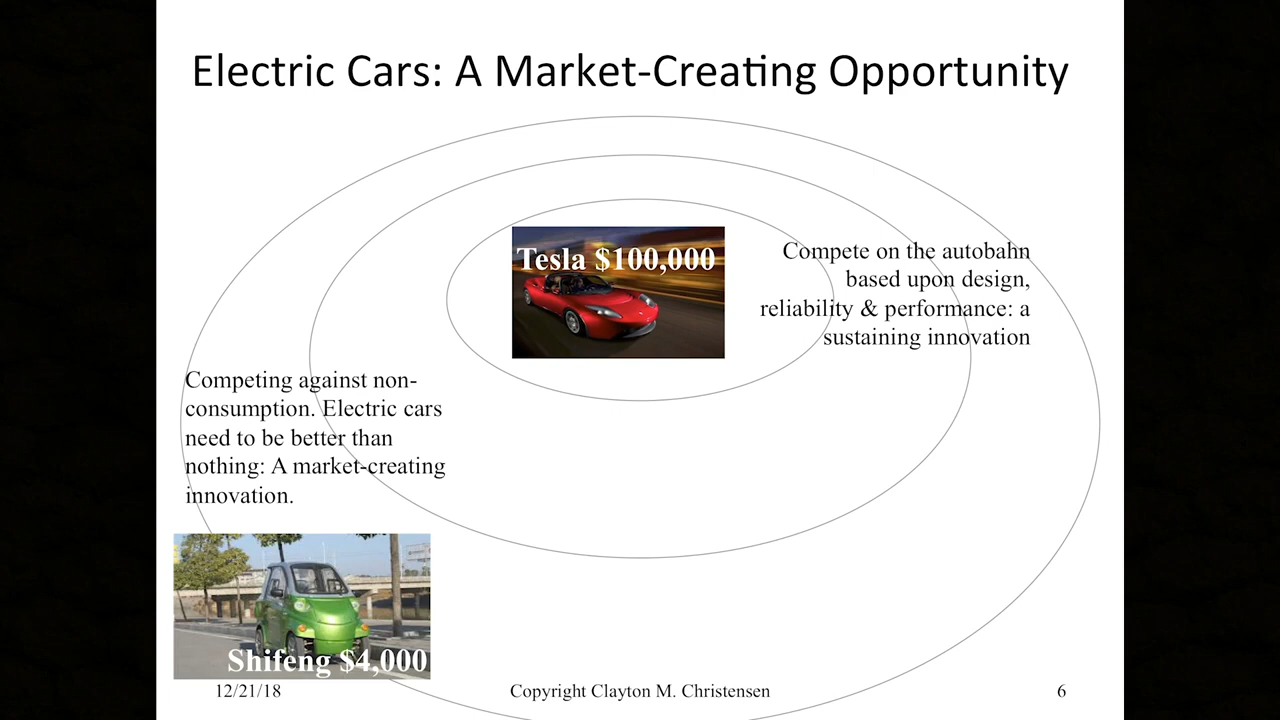 Electric Cars: A Market-Creating Opportunity
Tesla $100,000
Compete on the autobahn
based upon design,
reliability & performance: a
sustaining innovation
Competing against non-
consumption. Electric cars
need to be better than
nothing: A market-creating
innovation.
Shifeng $4,000
12/21/18
Copyright Clayton M. Christensen
6